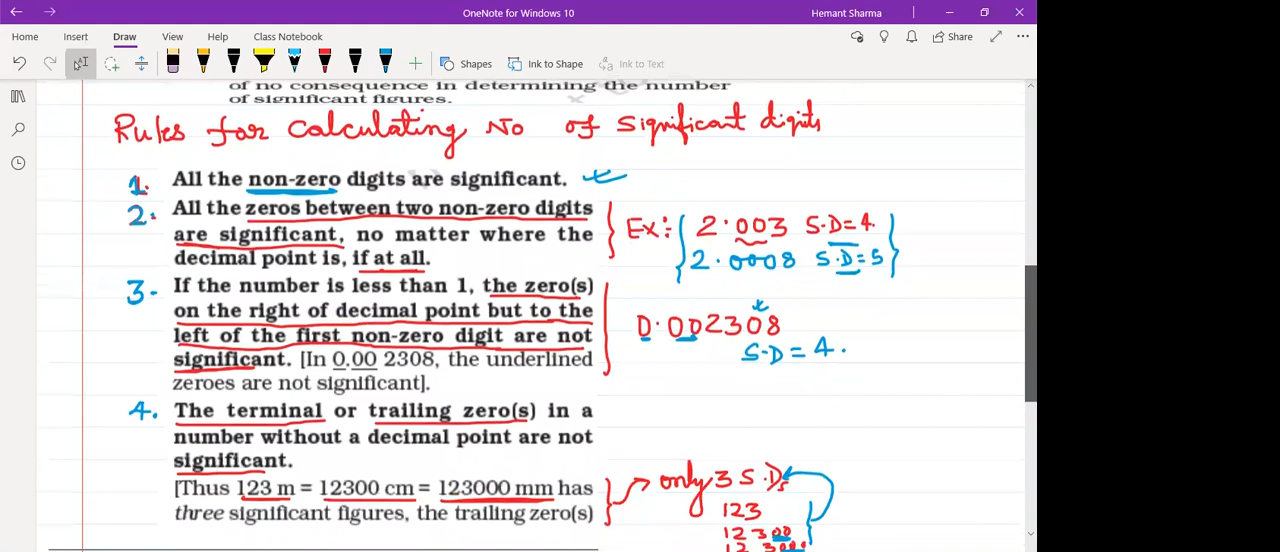 OneNote for Windows 10
Hemant Sharma
Home Insert Draw View Help Class Notebook
Share
Shapes Ink to Shape Ink to Text
of no consequence in determining the number
of significant figures.
Rules for Calculating No of Significant digits
1. All the non-zero digits are significant.
2. All the zeros between two non-zero digits
are significant, no matter where the
decimal point is, if at all.
Ex:- 2.003 S.D=4.
2.0008 S.D=5
3- If the number is less than 1, the zero(s)
on the right of decimal point but to the
left of the first non-zero digit are not
significant. [In 0.00 2308, the underlined
zeroes are not significant].
0.002308
S.D = 4.
4. The terminal or trailing zero(s) in a
number without a decimal point are not
significant.
[Thus 123 m = 12300 cm = 123000 mm has
three significant figures, the trailing zero(s)
only 3 S.Ds
123
12300
123000